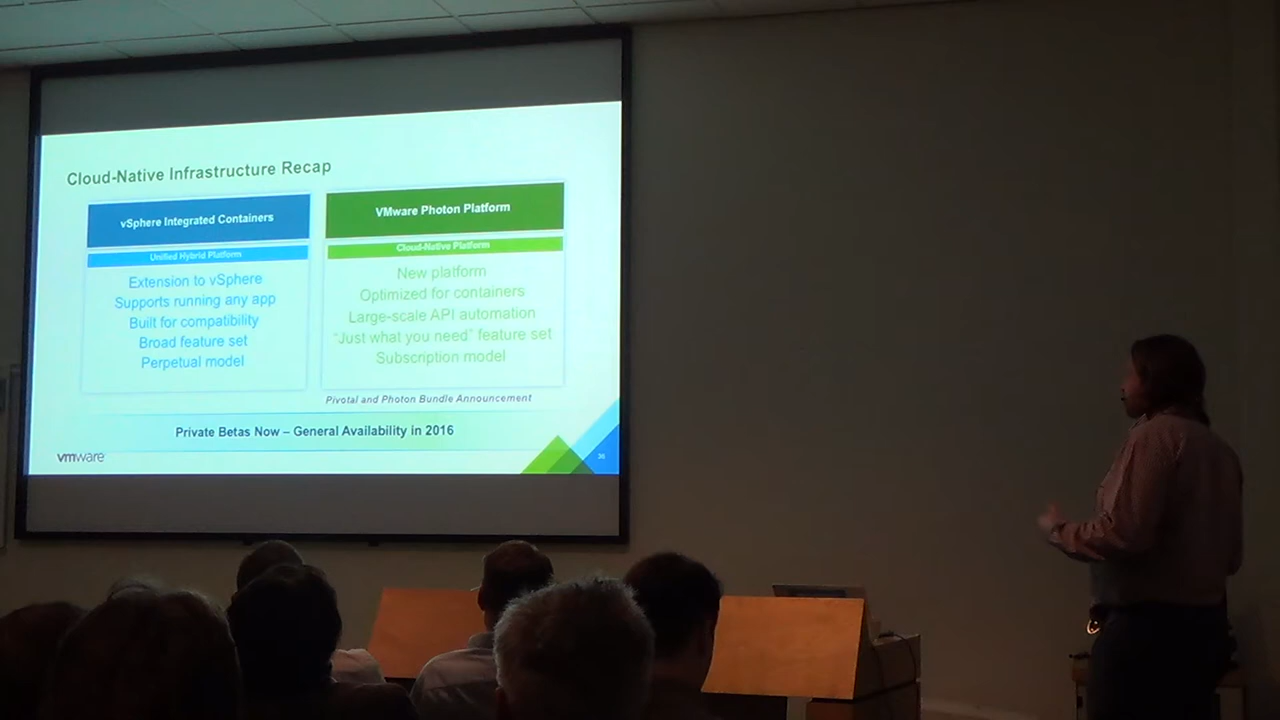 Cloud-Native Infrastructure Recap
vSphere Integrated Containers
Unified Hybrid Platform
Extension to vSphere
Supports running any app
Built for compatibility
Broad feature set
Perpetual model
VMware Photon Platform
Cloud-Native Platform
New platform
Optimized for containers
Large-scale API automation
“Just what you need” feature set
Subscription model
Pivotal and Photon Bundle Announcement
Private Betas Now – General Availability in 2016
vmware